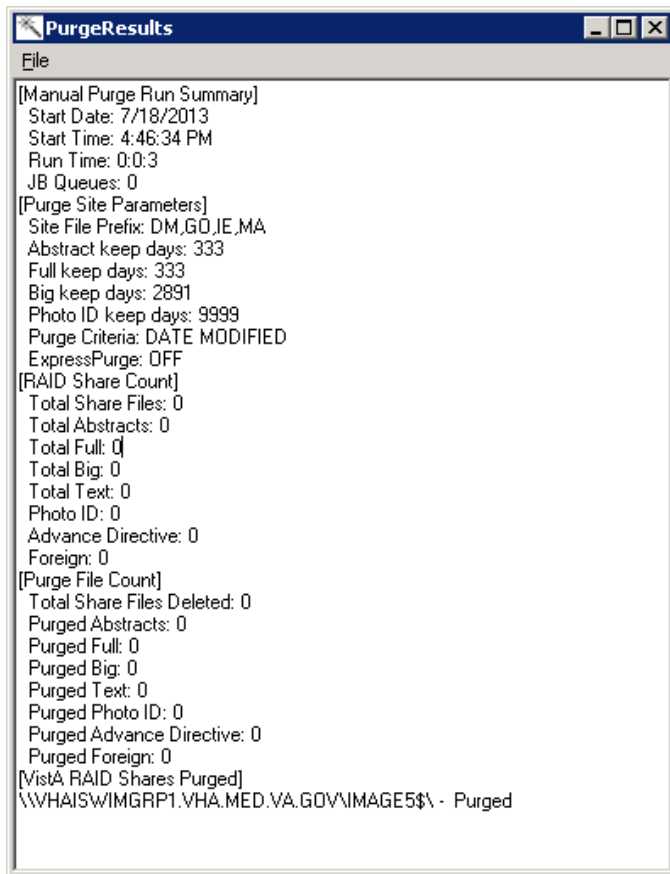 PurgeResults
File
[Manual Purge Run Summary]
Start Date: 7/18/2013
Start Time: 4:46:34 PM
Run Time: 0:0:3
JB Queues: 0
[Purge Site Parameters]
Site File Prefix: DM,GO,IE,MA
Abstract keep days: 333
Full keep days: 333
Big keep days: 2891
Photo ID keep days: 9999
Purge Criteria: DATE MODIFIED
ExpressPurge: OFF
[RAID Share Count]
Total Share Files: 0
Total Abstracts: 0
Total Full: 0
Total Big: 0
Total Text: 0
Photo ID: 0
Advance Directive: 0
Foreign: 0
[Purge File Count]
Total Share Files Deleted: 0
Purged Abstracts: 0
Purged Full: 0
Purged Big: 0
Purged Text: 0
Purged Photo ID: 0
Purged Advance Directive: 0
Purged Foreign: 0
[VistA RAID Shares Purged]
\\VHAISWIMGRP1.VHA.MED.VA.GOV\IMAGE5$\ - Purged